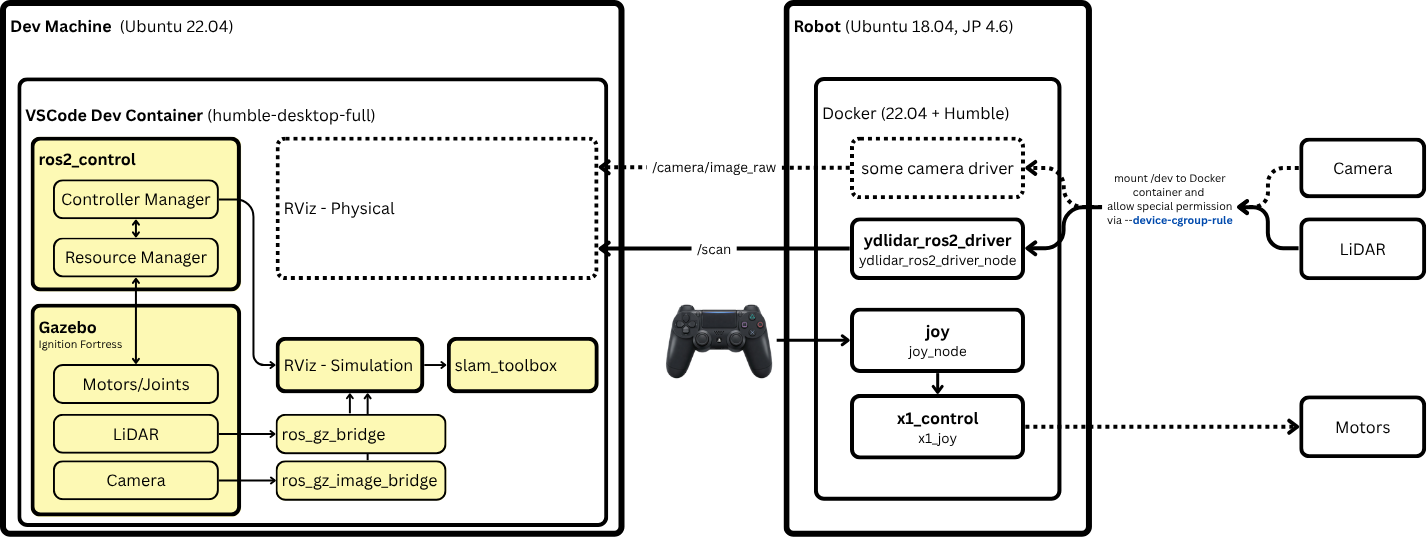 Dev Machine (Ubuntu 22.04)
VSCode Dev Container (humble-desktop-full)
ros2_control
Controller Manager
Resource Manager
Gazebo
Ignition Fortress
Motors/Joints
LiDAR
Camera
RViz - Physical
RViz - Simulation
slam_toolbox
ros_gz_bridge
ros_gz_image_bridge
/camera/image_raw
/scan
Robot (Ubuntu 18.04, JP 4.6)
Docker (22.04 + Humble)
some camera driver
ydlidar_ros2_driver
ydlidar_ros2_driver_node
joy
joy_node
x1_control
x1_joy
mount /dev to Docker
container and
allow special permission
via --device-cgroup-rule
Camera
LiDAR
Motors